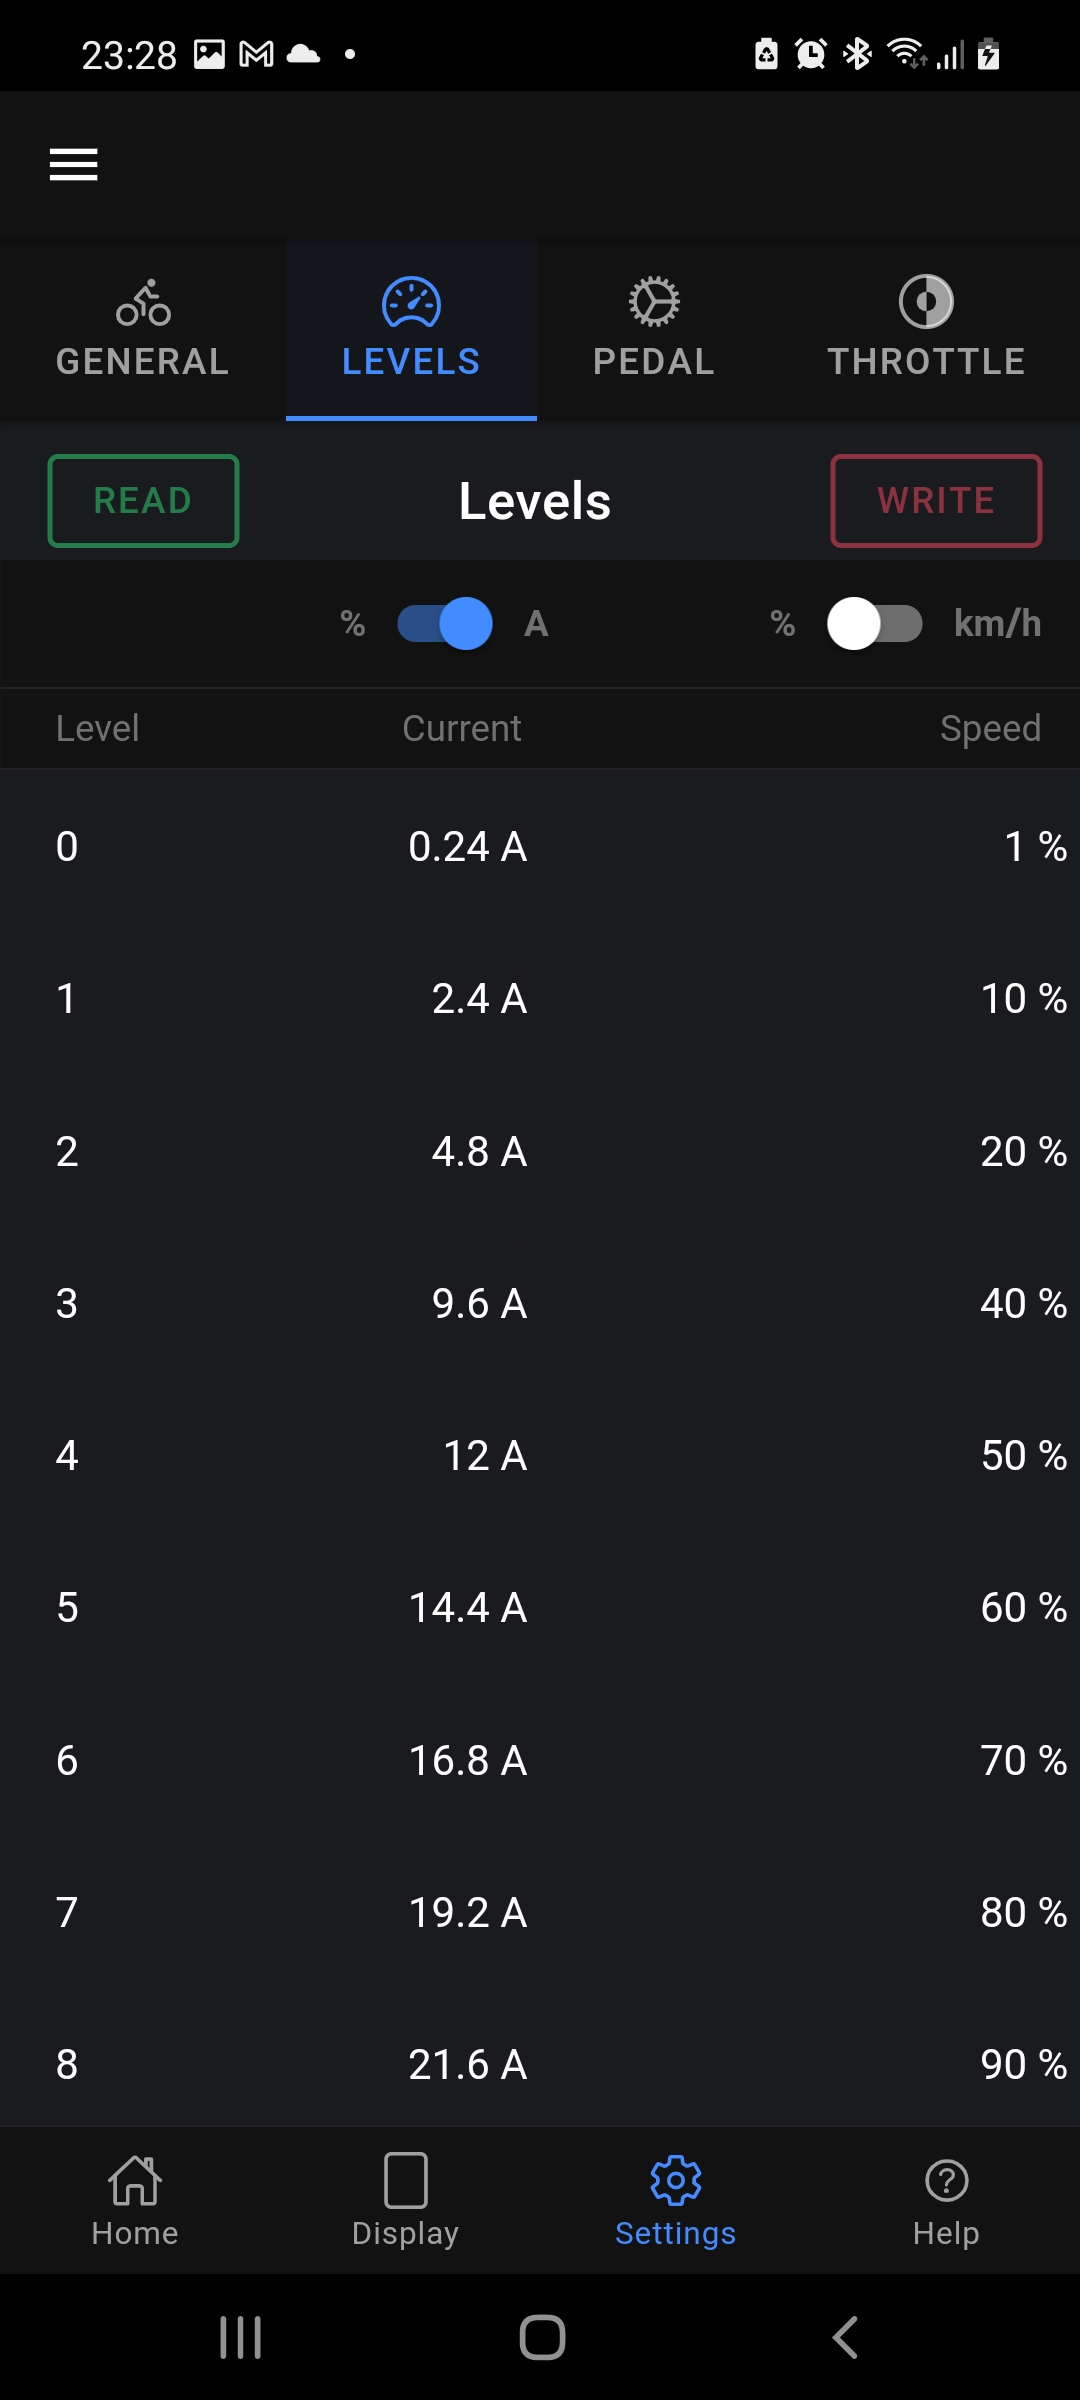 23:28
GENERAL LEVELS PEDAL THROTTLE
READ Levels WRITE
% A % km/h
Level Current Speed
0 0.24 A 1 %
1 2.4 A 10 %
2 4.8 A 20 %
3 9.6 A 40 %
4 12 A 50 %
5 14.4 A 60 %
6 16.8 A 70 %
7 19.2 A 80 %
8 21.6 A 90 %
Home Display Settings Help